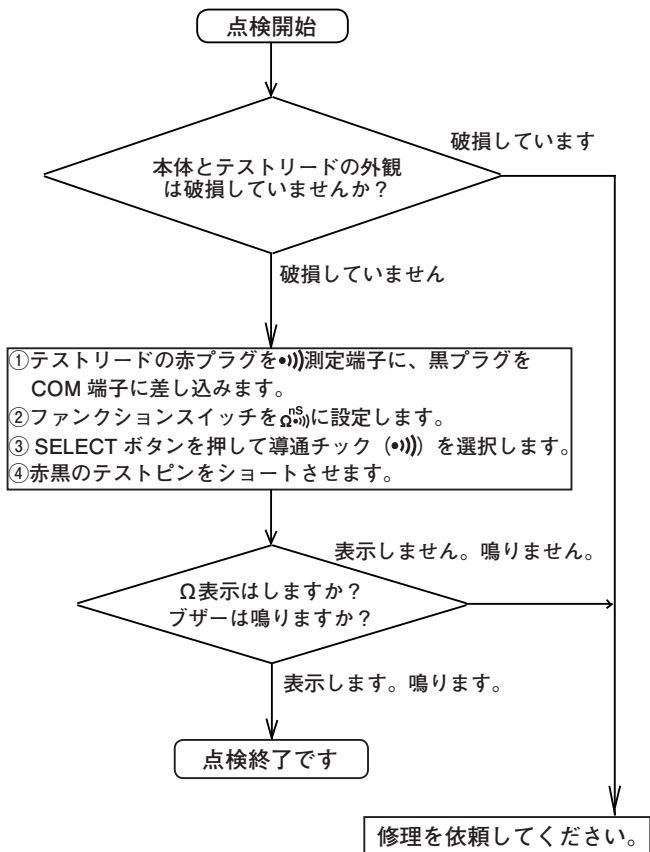 点検開始
破損しています
本体とテストリードの外観
は破損していませんか？
破損していません
①テストリードの赤プラグを•)))測定端子に、黒プラグを
COM 端子に差し込みます。
②ファンクションスイッチをΩnS•)))に設定します。
③ SELECT ボタンを押して導通チック（•)))）を選択します。
④赤黒のテストピンをショートさせます。
表示しません。鳴りません。
Ω表示はしますか？
ブザーは鳴りますか？
表示します。鳴ります。
点検終了です
修理を依頼してください。